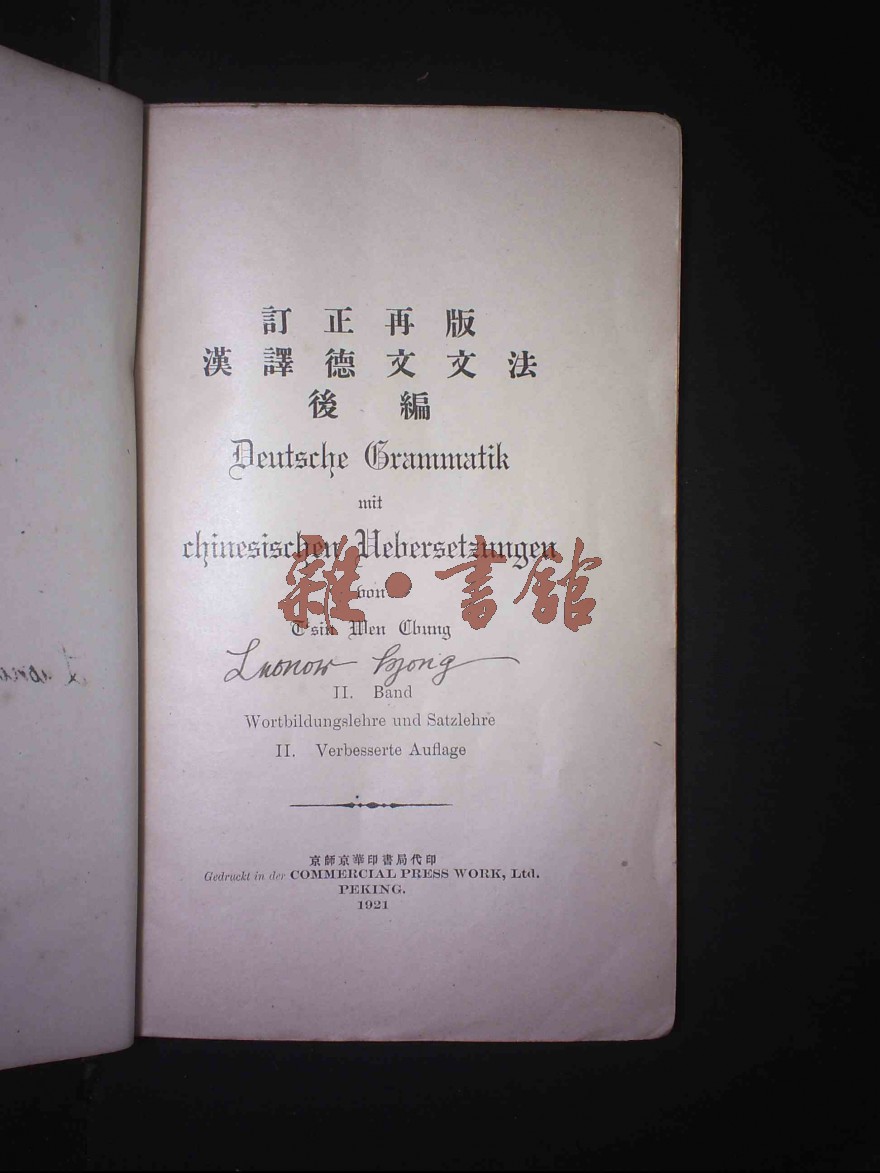 訂正再版
漢譯德文文法
後編
Deutsche Grammatik
mit
chinesischen Uebersetzungen
von
雜·書館
T'sin Wen Chung
II. Band
Wortbildungslehre und Satzlehre
II. Verbesserte Auflage
京師京華印書局代印
Gedruckt in der COMMERCIAL PRESS WORK, Ltd.
PEKING.
1921